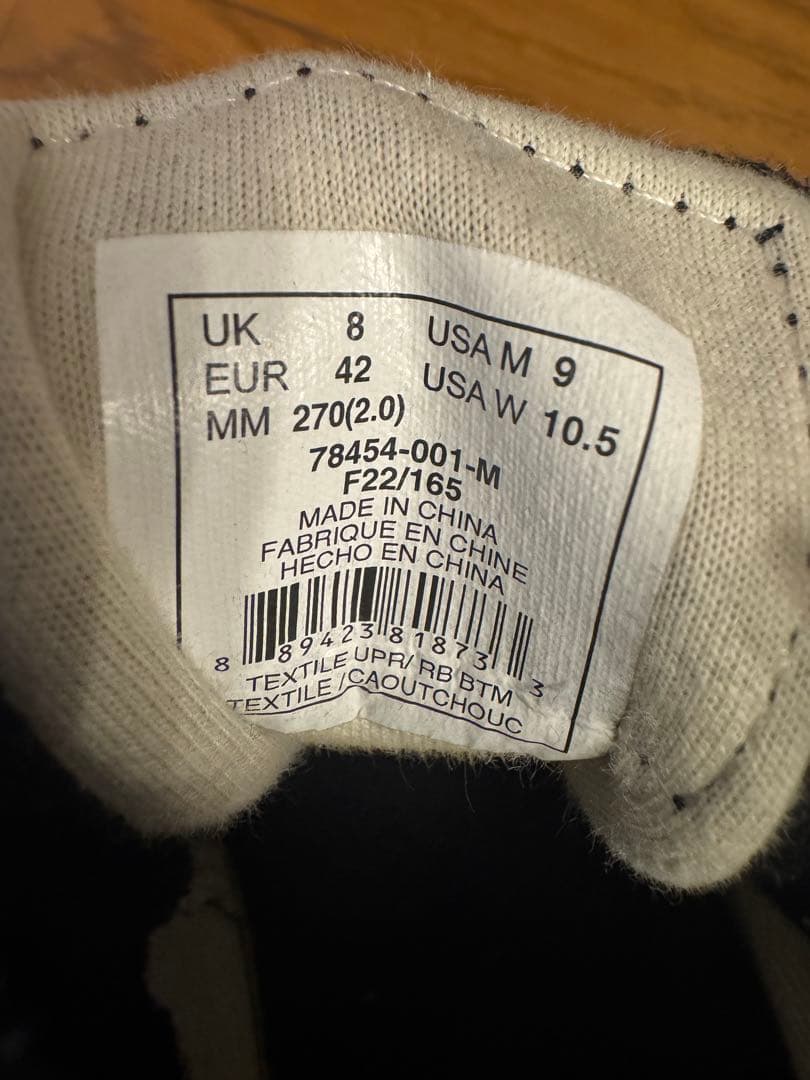 UK 8 USA M 9
EUR 42 USA W 10.5
MM 270(2.0)
78454-001-M
F22/165
MADE IN CHINA
FABRIQUE EN CHINE
HECHO EN CHINA
8 89423 81873 3
TEXTILE UPR/ RB BTM
TEXTILE /CAOUTCHOUC